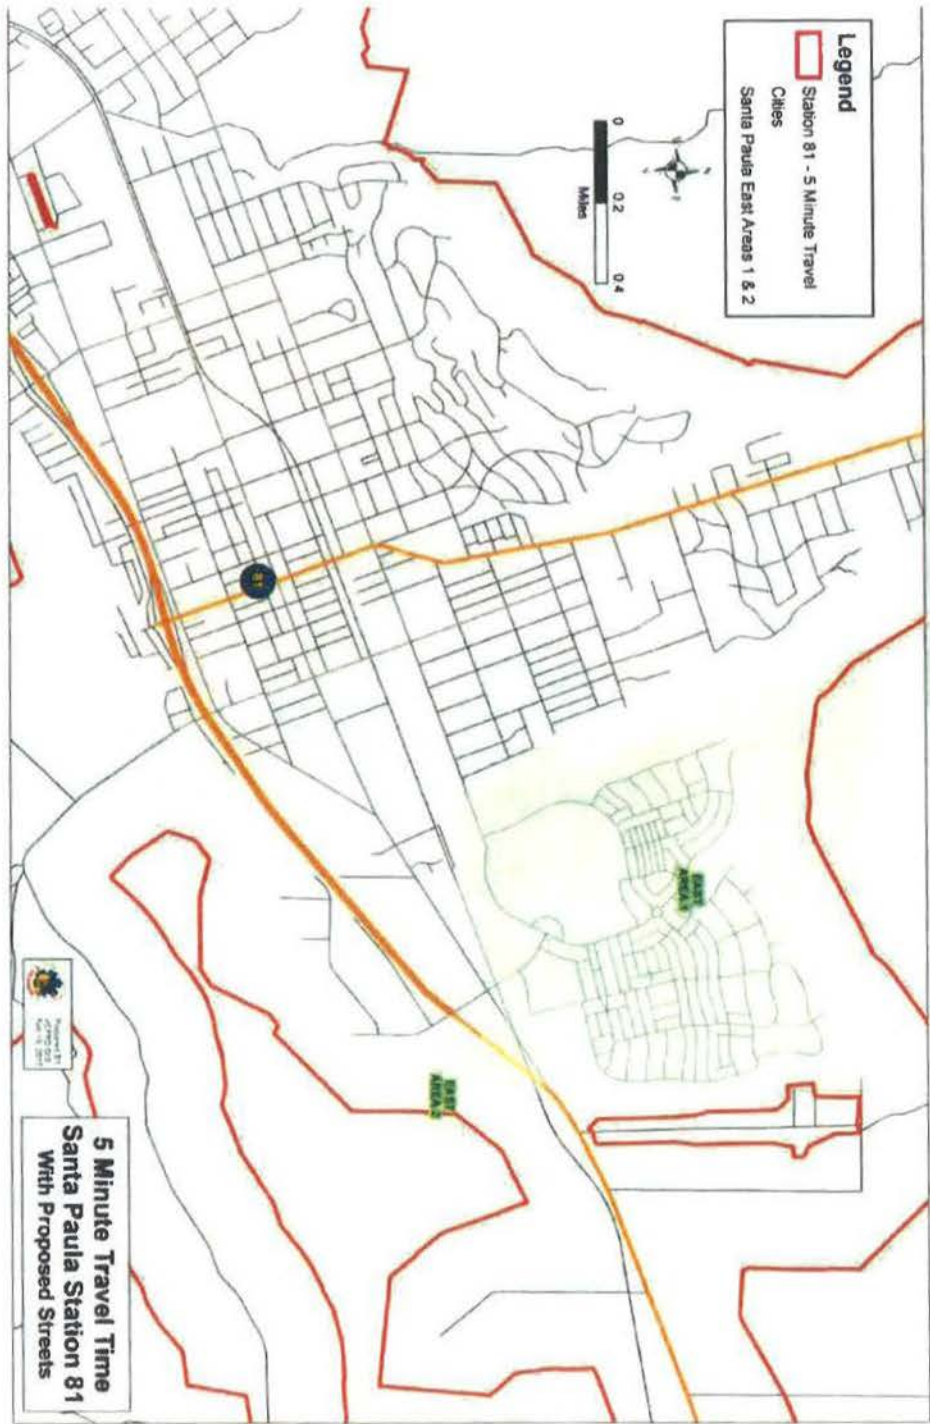 Legend
Station 81 - 5 Minute Travel
Cities
Santa Paula East Areas 1 & 2
0
0.2
0.4
Miles
81
EAST
AREA 1
EAST
AREA 2
5 Minute Travel Time
Santa Paula Station 81
With Proposed Streets